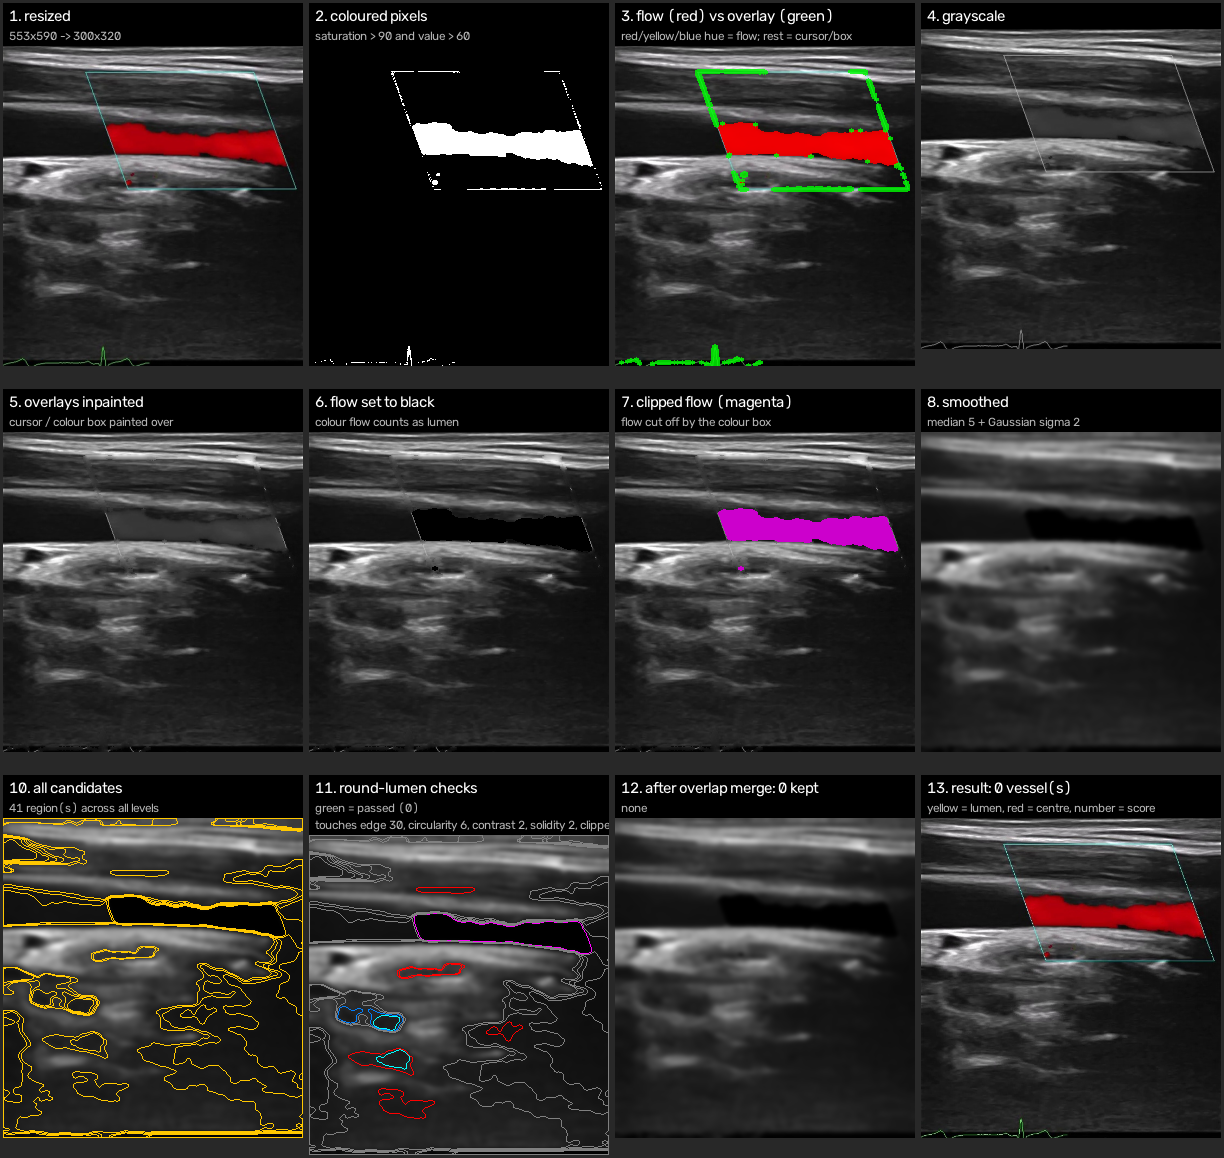 1. resized
553x590 -> 300x320
2. coloured pixels
saturation > 90 and value > 60
3. flow (red) vs overlay (green)
red/yellow/blue hue = flow; rest = cursor/box
4. grayscale
5. overlays inpainted
cursor / colour box painted over
6. flow set to black
colour flow counts as lumen
7. clipped flow (magenta)
flow cut off by the colour box
8. smoothed
median 5 + Gaussian sigma 2
10. all candidates
41 region(s) across all levels
11. round-lumen checks
green = passed (0)
touches edge 30, circularity 6, contrast 2, solidity 2, clippe
12. after overlap merge: 0 kept
none
13. result: 0 vessel(s)
yellow = lumen, red = centre, number = score